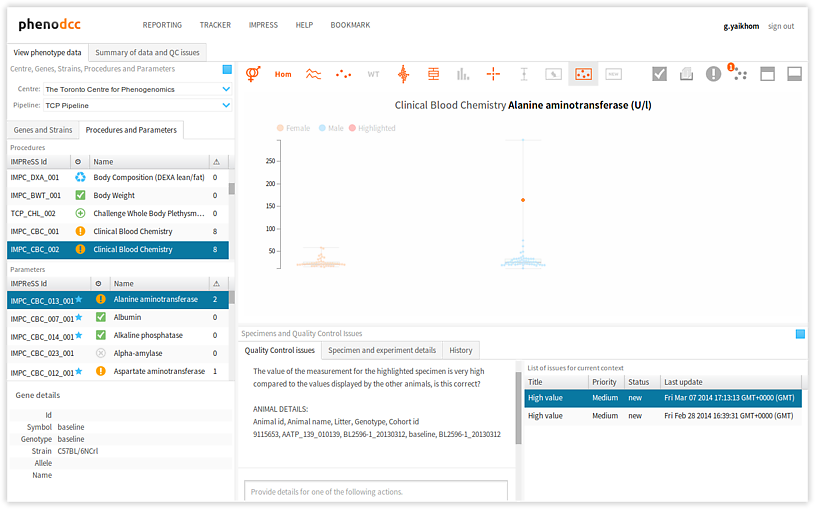 phenodcc
REPORTING TRACKER IMPRESS HELP BOOKMARK
g.yaikhom sign out
View phenotype data Summary of data and QC issues
Centre, Genes, Strains, Procedures and Parameters
Centre: The Toronto Centre for Phenogenomics
Pipeline: TCP Pipeline
Genes and Strains Procedures and Parameters
Procedures
IMPReSS Id Name
IMPC_DXA_001 Body Composition (DEXA lean/fat) 0
IMPC_BWT_001 Body Weight 0
TCP_CHL_002 Challenge Whole Body Plethysm... 0
IMPC_CBC_001 Clinical Blood Chemistry 8
IMPC_CBC_002 Clinical Blood Chemistry 8
Parameters
IMPReSS Id Name
IMPC_CBC_013_001 Alanine aminotransferase 2
IMPC_CBC_007_001 Albumin 0
IMPC_CBC_014_001 Alkaline phosphatase 0
IMPC_CBC_023_001 Alpha-amylase 0
IMPC_CBC_012_001 Aspartate aminotransferase 1
Gene details
Id
Symbol baseline
Genotype baseline
Strain C57BL/6NCrl
Allele
Name
Hom WT NEW 1
Clinical Blood Chemistry Alanine aminotransferase (U/l)
Female Male Highlighted
250
200
150
100
50
Specimens and Quality Control Issues
Quality Control issues Specimen and experiment details History
The value of the measurement for the highlighted specimen is very high
compared to the values displayed by the other animals, is this correct?
ANIMAL DETAILS:
Animal id, Animal name, Litter, Genotype, Cohort id
9115653, AATP_139_010139, BL2596-1_20130312, baseline, BL2596-1_20130312
Provide details for one of the following actions.
List of issues for current context
Title Priority Status Last update
High value Medium new Fri Mar 07 2014 17:13:13 GMT+0000 (GMT)
High value Medium new Fri Feb 28 2014 16:39:31 GMT+0000 (GMT)